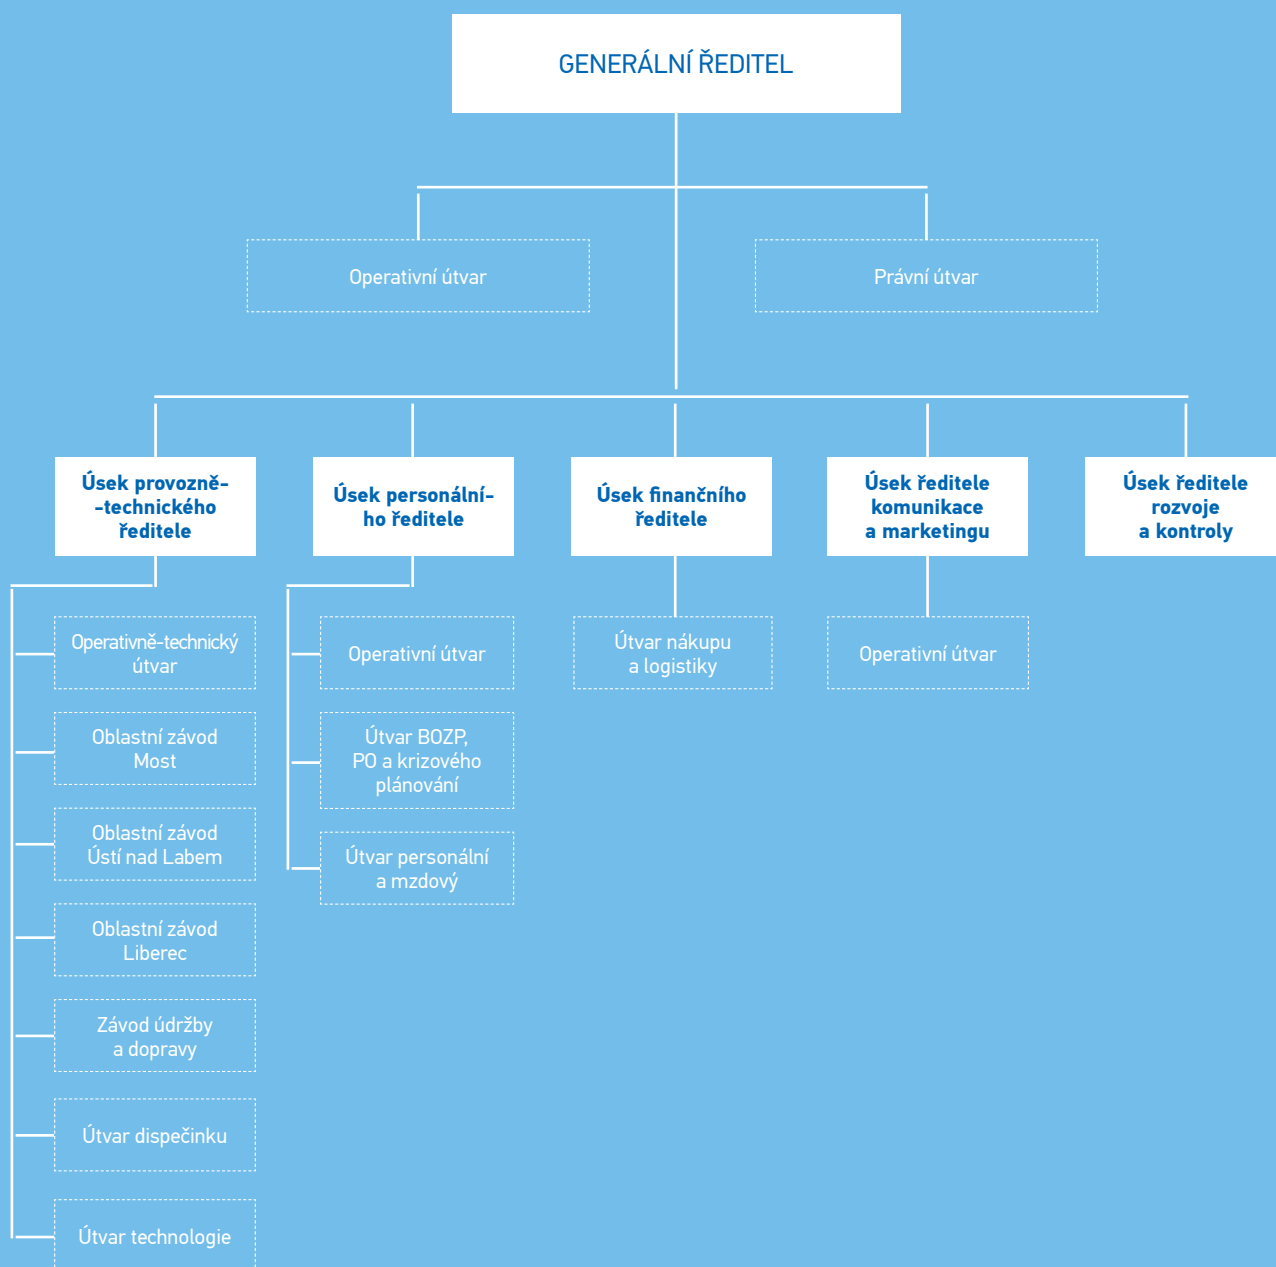 GENERÁLNÍ ŘEDITEL
Operativní útvar
Právní útvar
Úsek provozně-
-technického
ředitele
Úsek personální-
ho ředitele
Úsek finančního
ředitele
Úsek ředitele
komunikace
a marketingu
Úsek ředitele
rozvoje
a kontroly
Operativně-technický
útvar
Oblastní závod
Most
Oblastní závod
Ústí nad Labem
Oblastní závod
Liberec
Závod údržby
a dopravy
Útvar dispečinku
Útvar technologie
Operativní útvar
Útvar BOZP,
PO a krizového
plánování
Útvar personální
a mzdový
Útvar nákupu
a logistiky
Operativní útvar